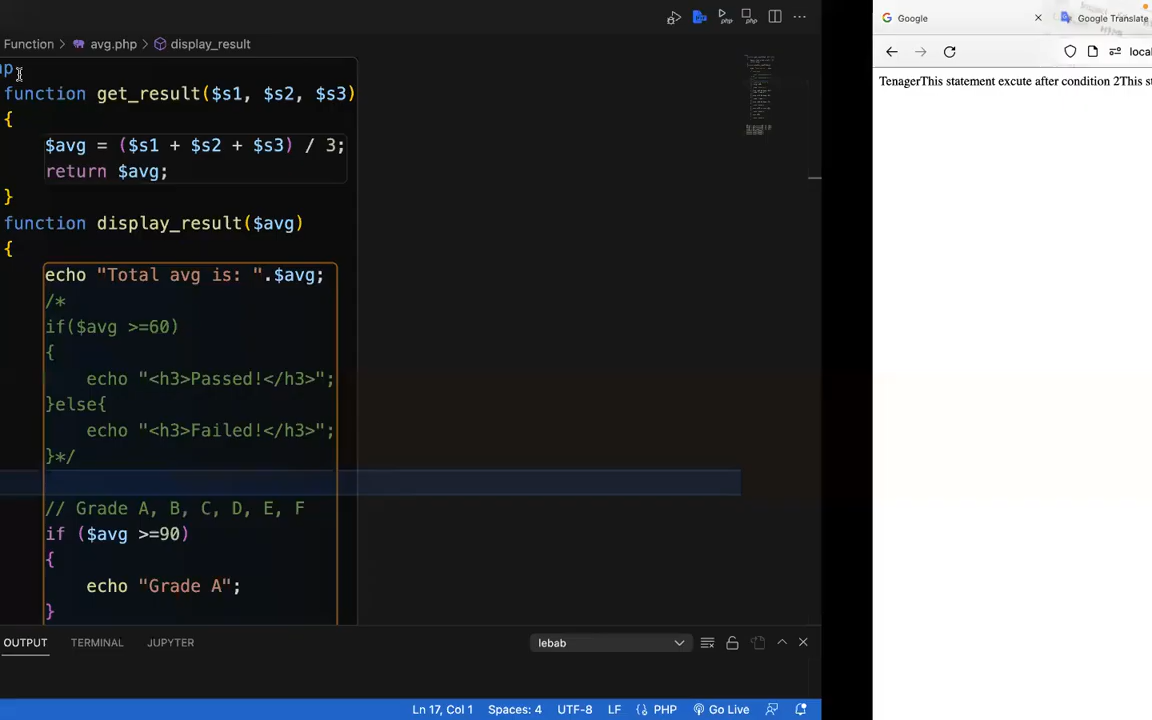 Google
Google Translate
Function > avg.php > display_result
TenagerThis statement excute after condition 2This
function get_result($s1, $s2, $s3)
{
$avg = ($s1 + $s2 + $s3) / 3;
return $avg;
}
function display_result($avg)
{
echo "Total avg is: ".$avg;
/*
if($avg >=60)
{
echo "<h3>Passed!</h3>";
}else{
echo "<h3>Failed!</h3>";
}*/
// Grade A, B, C, D, E, F
if ($avg >=90)
{
echo "Grade A";
}
OUTPUT TERMINAL JUPYTER lebab
Ln 17, Col 1 Spaces: 4 UTF-8 LF {} PHP Go Live